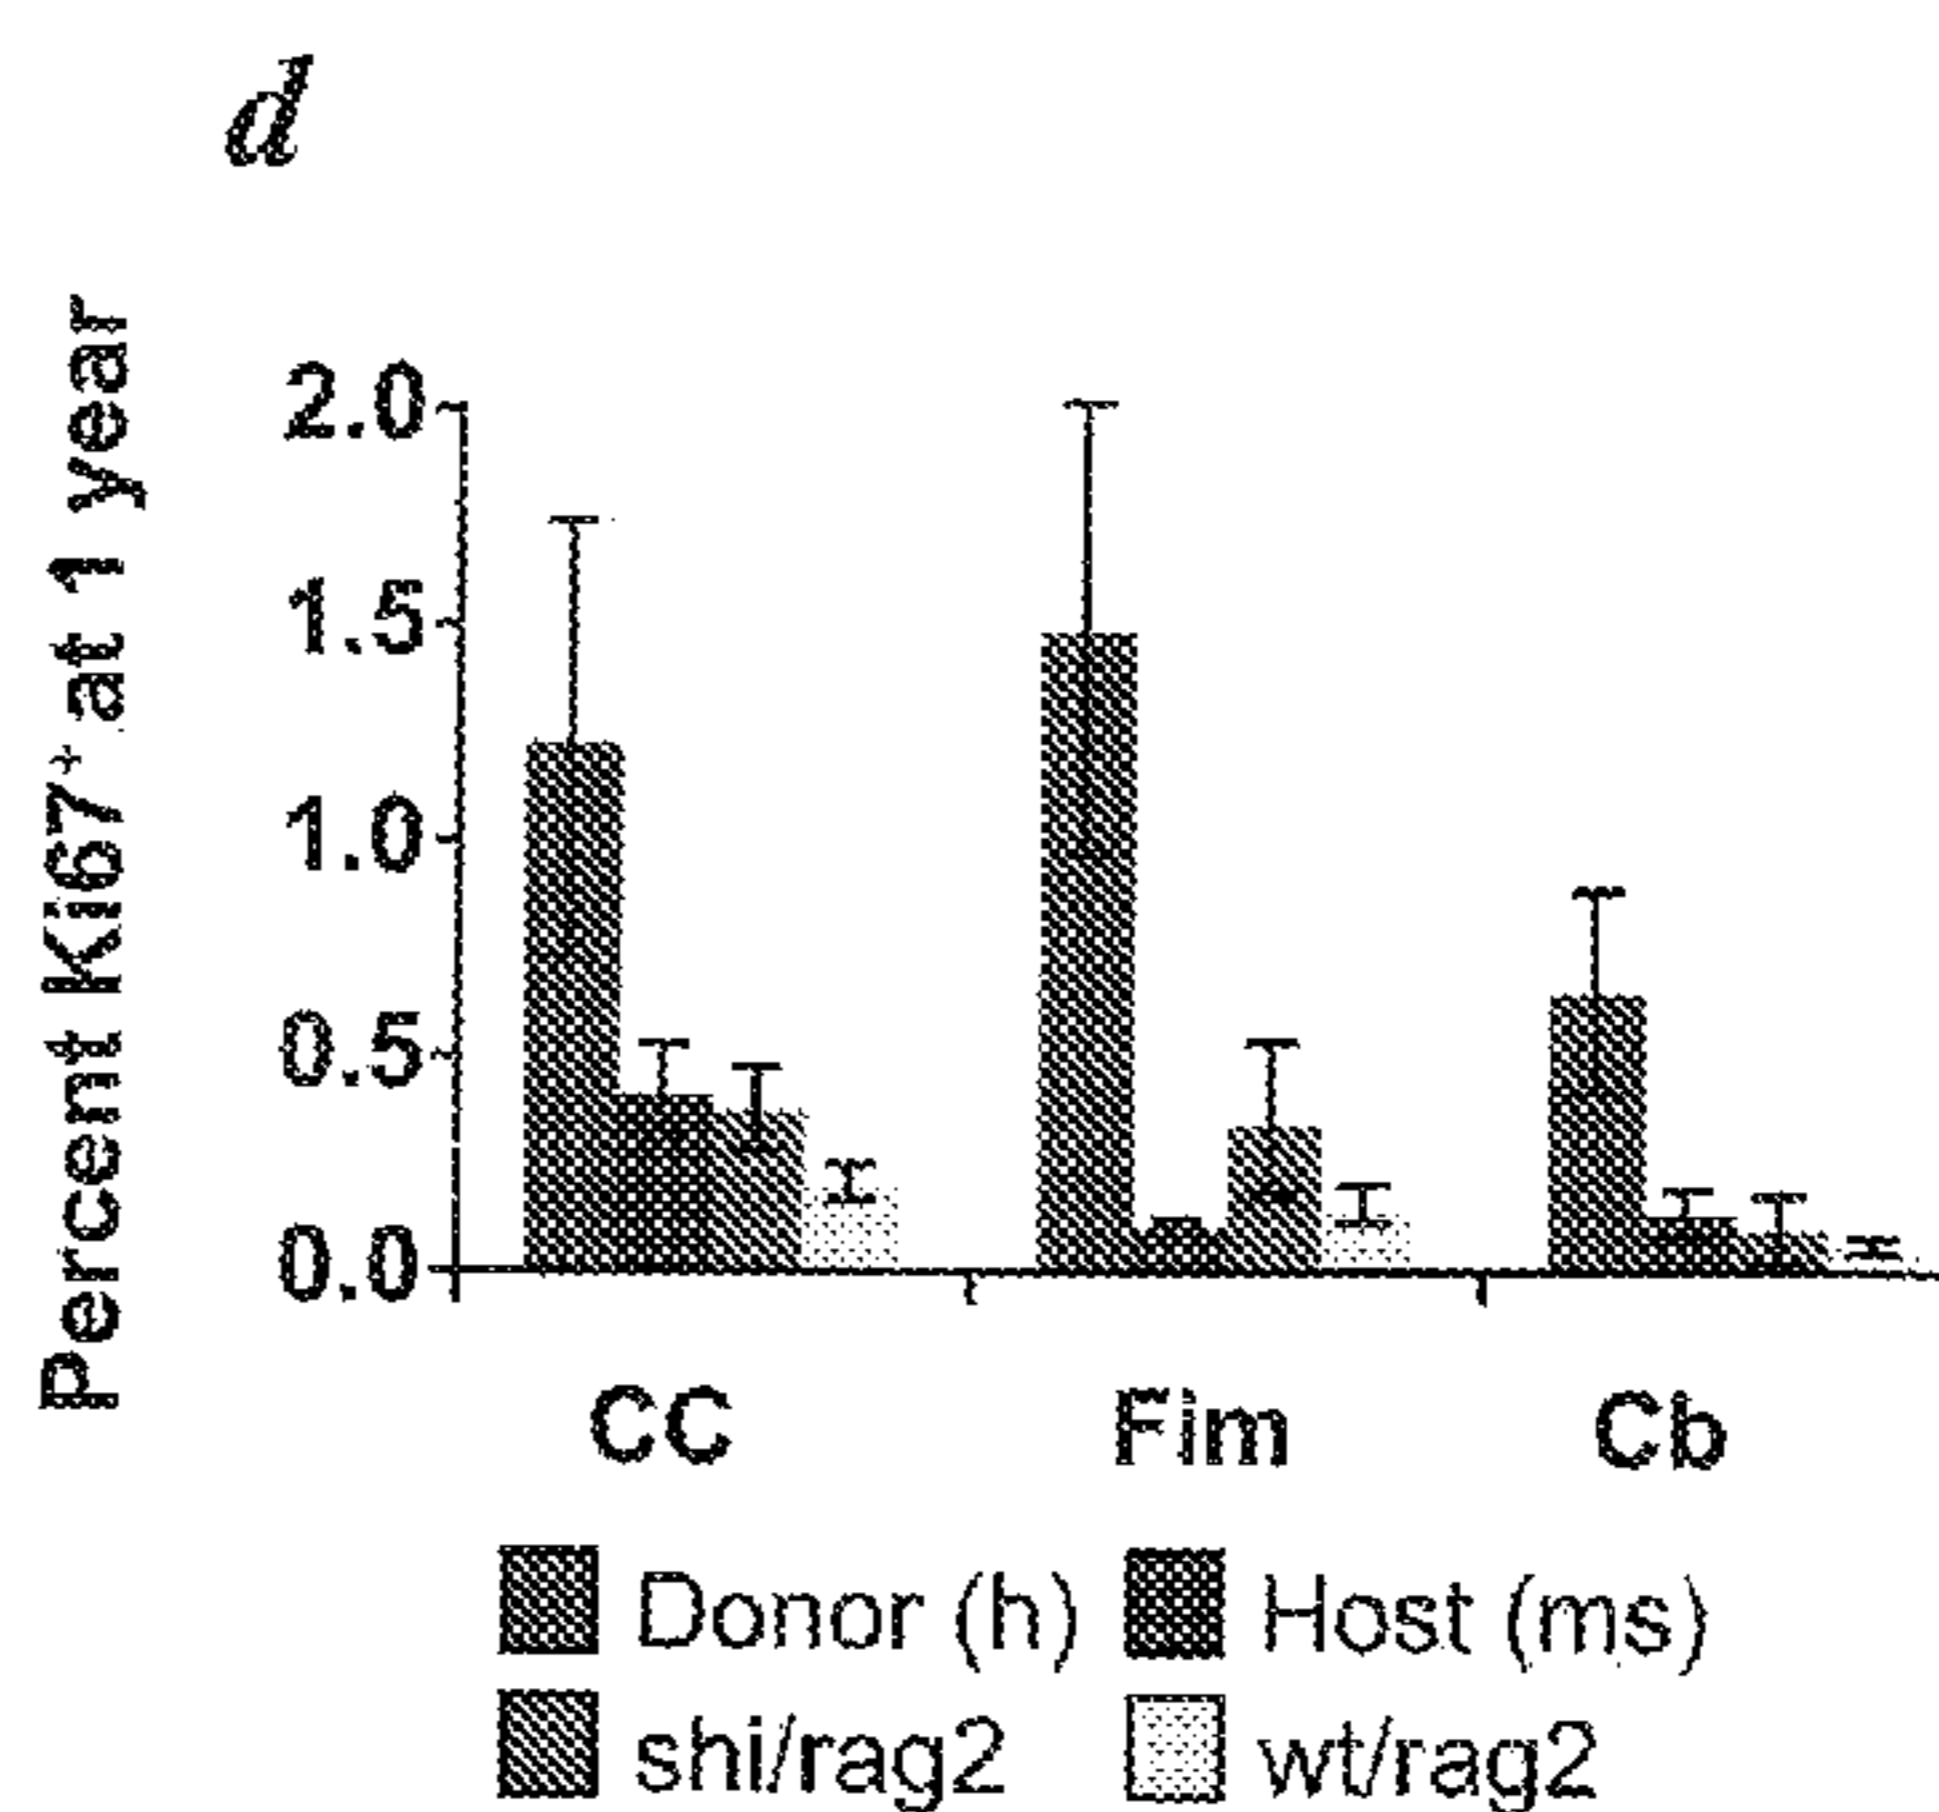 d
Percent Ki67+ at 1 year
2.0
1.5
1.0
0.5
0.0
CC Fim Cb
Donor (h) Host (ms)
shi/rag2 wt/rag2